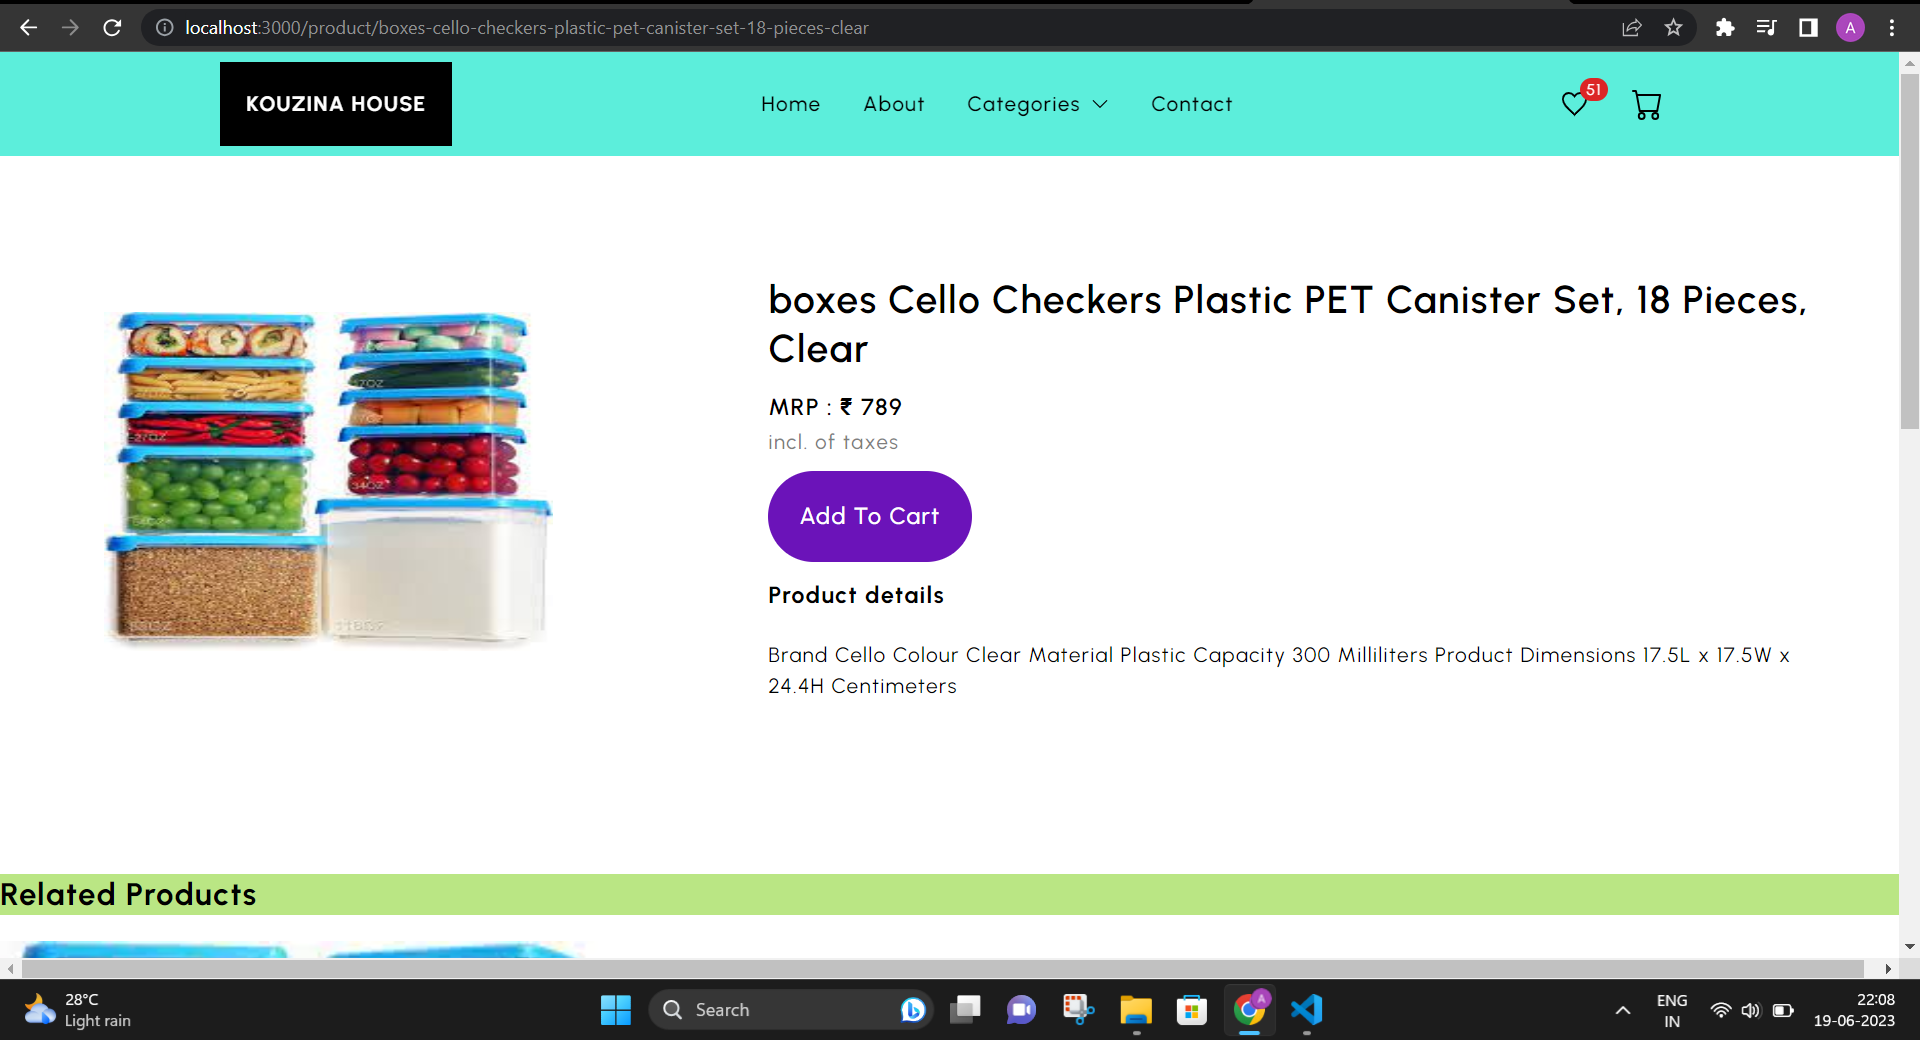 localhost:3000/product/boxes-cello-checkers-plastic-pet-canister-set-18-pieces-clear
A
KOUZINA HOUSE
Home About Categories Contact
51
boxes Cello Checkers Plastic PET Canister Set, 18 Pieces,
Clear
MRP : ₹ 789
incl. of taxes
Add To Cart
Product details
Brand Cello Colour Clear Material Plastic Capacity 300 Milliliters Product Dimensions 17.5L x 17.5W x
24.4H Centimeters
Related Products
28°C
Light rain
Search
A
ENG
IN
22:08
19-06-2023